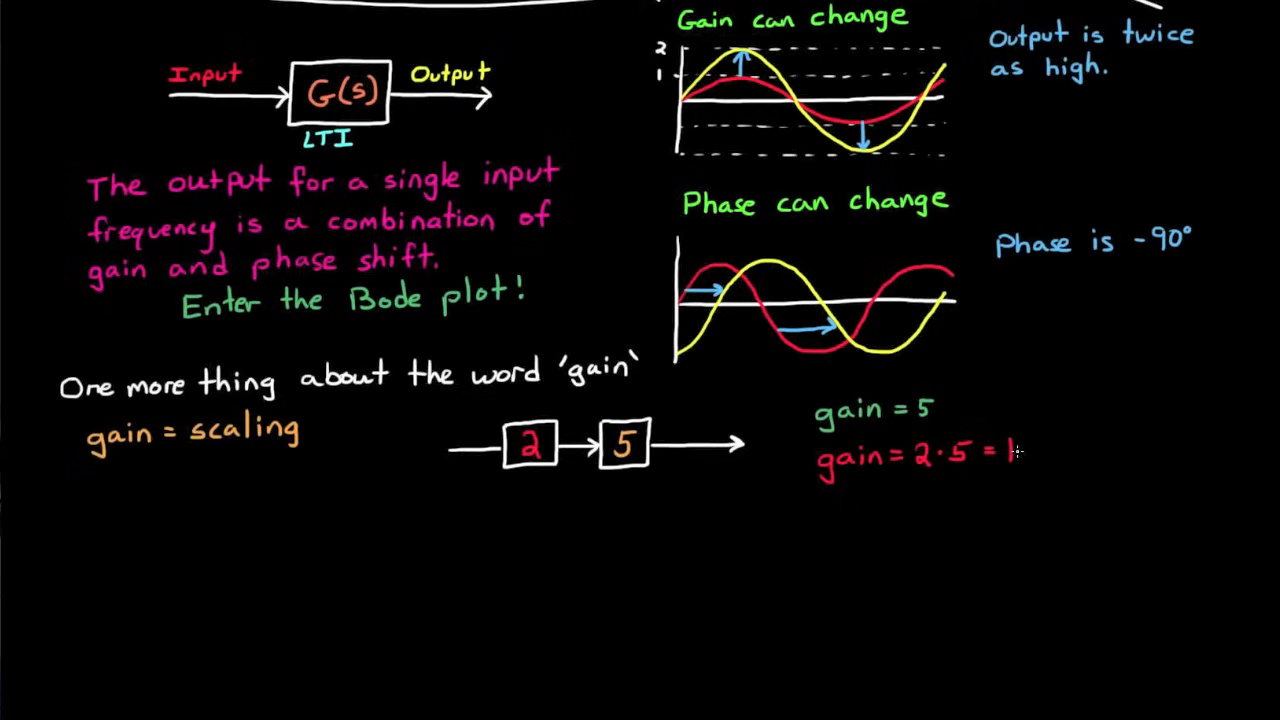 Gain can change
Output is twice
as high.
2
1
Input
G(s)
Output
LTI
The output for a single input
frequency is a combination of
gain and phase shift.
Enter the Bode plot!
Phase can change
Phase is -90°
One more thing about the word 'gain'
gain = scaling
2
5
gain = 5
gain = 2·5 = 1